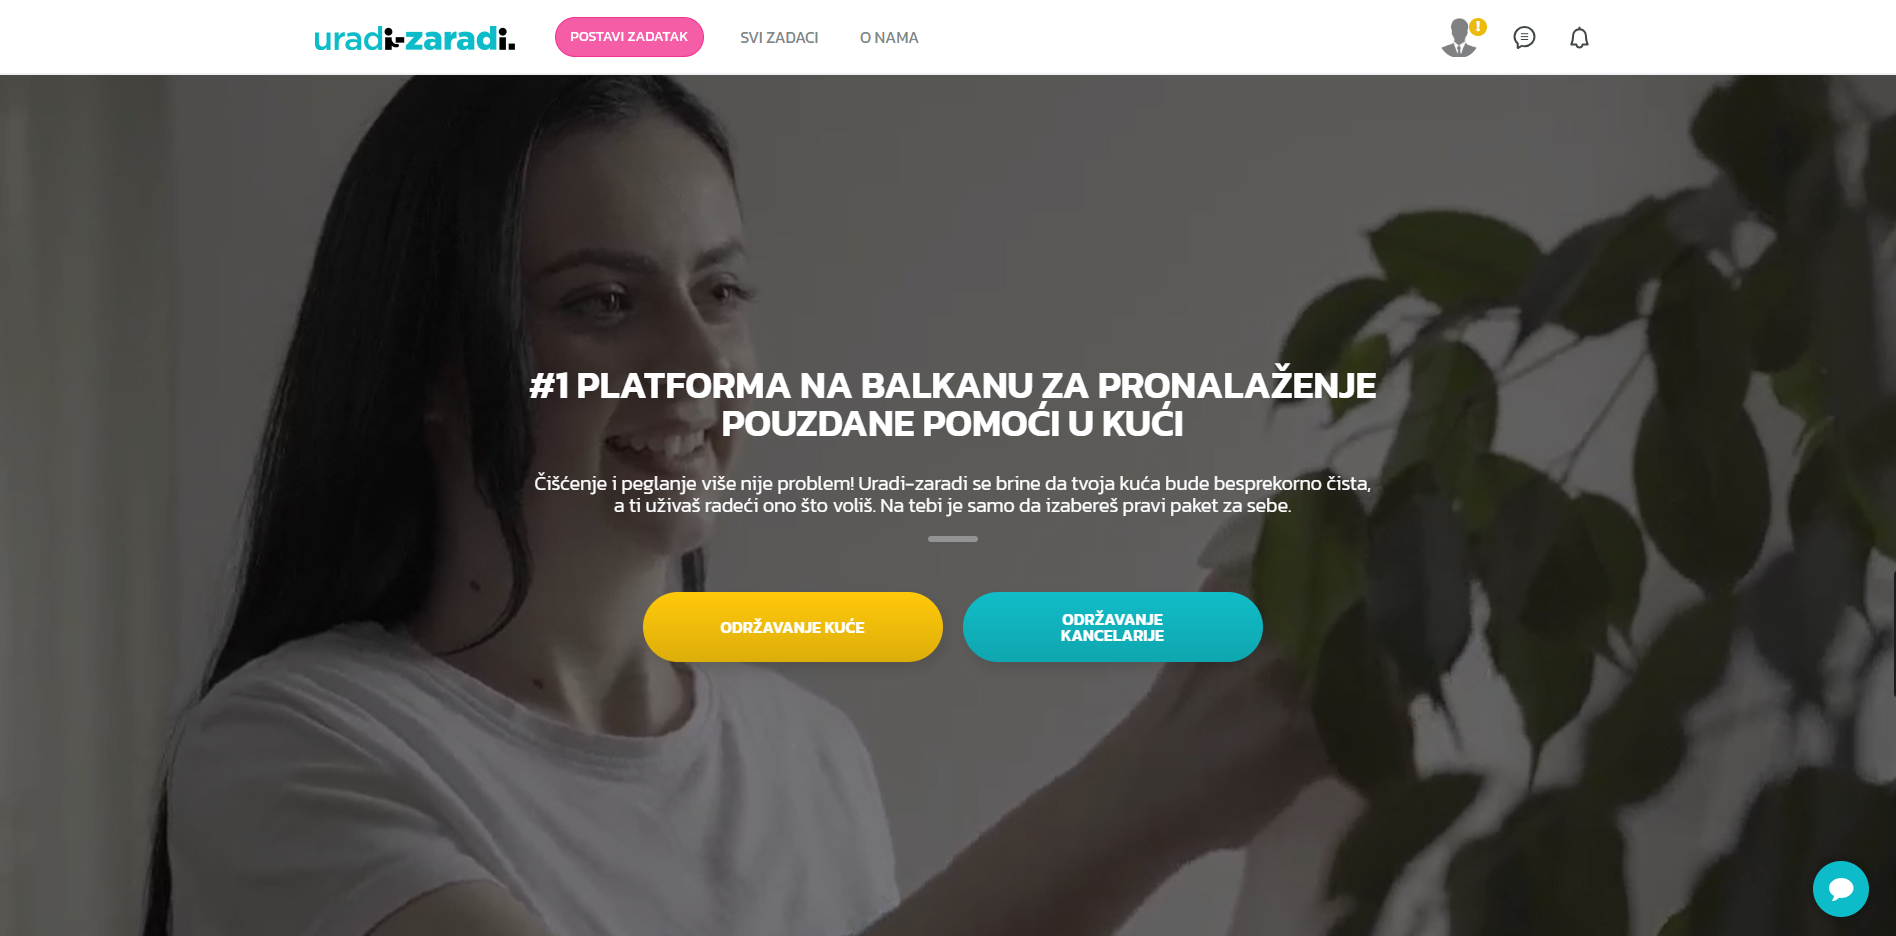 uradi-zaradi.
POSTAVI ZADATAK
SVI ZADACI
O NAMA
!
#1 PLATFORMA NA BALKANU ZA PRONALAŽENJE
POUZDANE POMOĆI U KUĆI
Čišćenje i peglanje više nije problem! Uradi-zaradi se brine da tvoja kuća bude besprekorno čista,
a ti uživaš radeći ono što voliš. Na tebi je samo da izabereš pravi paket za sebe.
ODRŽAVANJE KUĆE
ODRŽAVANJE
KANCELARIJE